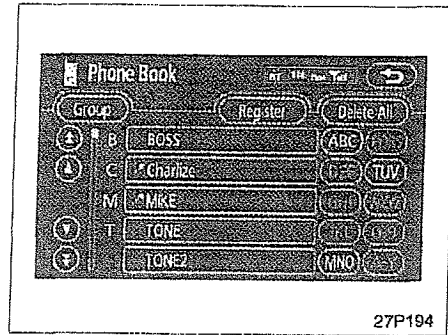 Phone Book
Group Register Delete All
B BOSS ABC
C Charlize TUV
M MIKE
T TONE
TONE2 MNO
27P194